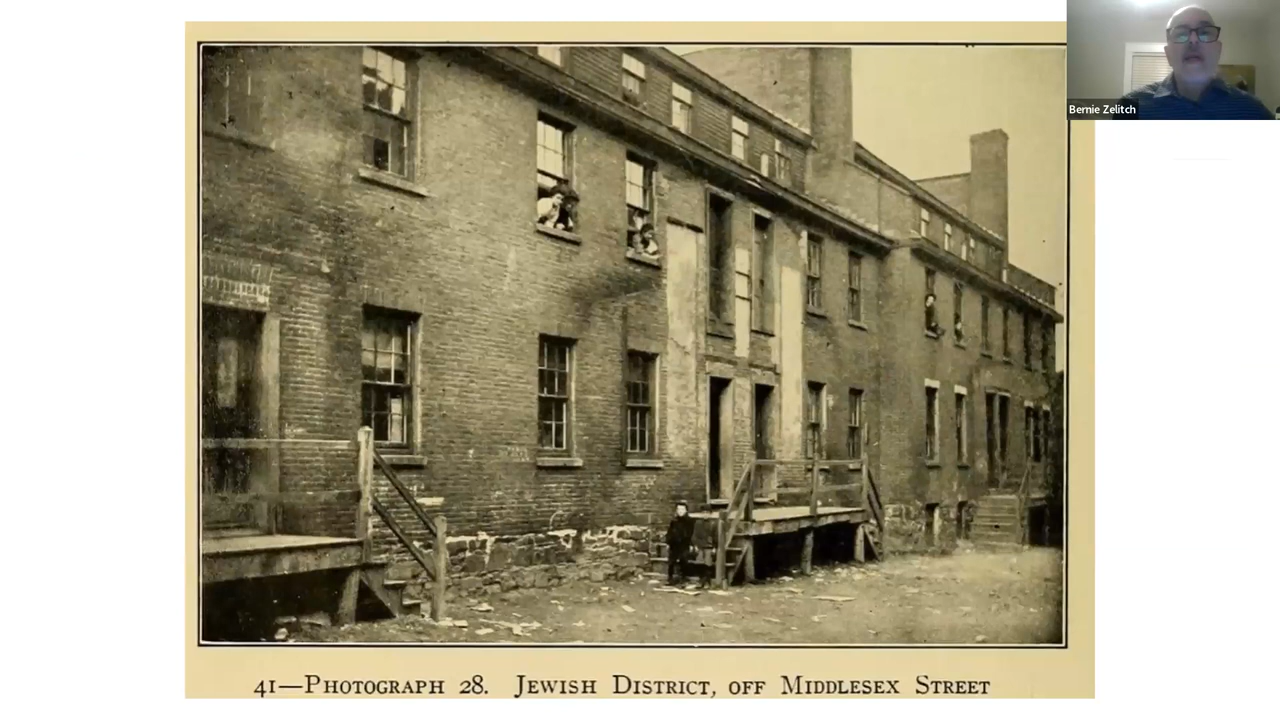 Bernie Zelitch
41—Photograph 28. Jewish District, off Middlesex Street